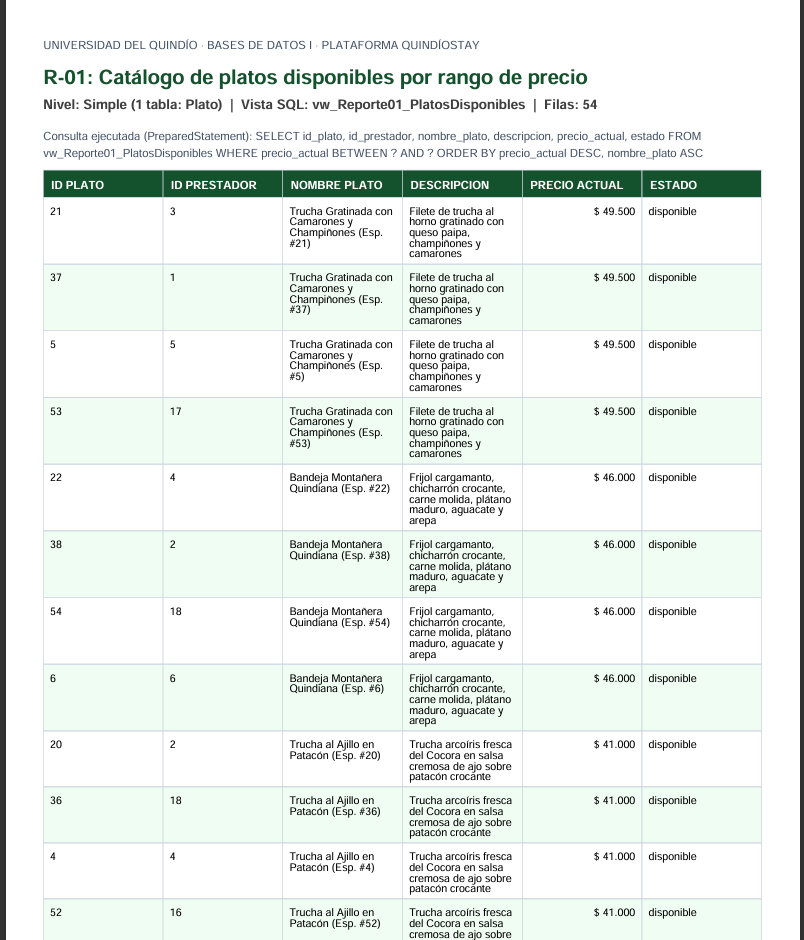 UNIVERSIDAD DEL QUINDÍO · BASES DE DATOS I · PLATAFORMA QUINDÍOSTAY
R-01: Catálogo de platos disponibles por rango de precio
Nivel: Simple (1 tabla: Plato) | Vista SQL: vw_Reporte01_PlatosDisponibles | Filas: 54
Consulta ejecutada (PreparedStatement): SELECT id_plato, id_prestador, nombre_plato, descripcion, precio_actual, estado FROM
vw_Reporte01_PlatosDisponibles WHERE precio_actual BETWEEN ? AND ? ORDER BY precio_actual DESC, nombre_plato ASC
ID PLATO ID PRESTADOR NOMBRE PLATO DESCRIPCION PRECIO ACTUAL ESTADO
21 3 Trucha Gratinada con Filete de trucha al $ 49.500 disponible
Camarones y horno gratinado con
Champiñones (Esp. queso paipa,
#21) champiñones y
camarones
37 1 Trucha Gratinada con Filete de trucha al $ 49.500 disponible
Camarones y horno gratinado con
Champiñones (Esp. queso paipa,
#37) champiñones y
camarones
5 5 Trucha Gratinada con Filete de trucha al $ 49.500 disponible
Camarones y horno gratinado con
Champiñones (Esp. queso paipa,
#5) champiñones y
camarones
53 17 Trucha Gratinada con Filete de trucha al $ 49.500 disponible
Camarones y horno gratinado con
Champiñones (Esp. queso paipa,
#53) champiñones y
camarones
22 4 Bandeja Montañera Frijol cargamanto, $ 46.000 disponible
Quindiana (Esp. #22) chicharrón crocante,
carne molida, plátano
maduro, aguacate y
arepa
38 2 Bandeja Montañera Frijol cargamanto, $ 46.000 disponible
Quindiana (Esp. #38) chicharrón crocante,
carne molida, plátano
maduro, aguacate y
arepa
54 18 Bandeja Montañera Frijol cargamanto, $ 46.000 disponible
Quindiana (Esp. #54) chicharrón crocante,
carne molida, plátano
maduro, aguacate y
arepa
6 6 Bandeja Montañera Frijol cargamanto, $ 46.000 disponible
Quindiana (Esp. #6) chicharrón crocante,
carne molida, plátano
maduro, aguacate y
arepa
20 2 Trucha al Ajillo en Trucha arcoíris fresca $ 41.000 disponible
Patacón (Esp. #20) del Cocora en salsa
cremosa de ajo sobre
patacón crocante
36 18 Trucha al Ajillo en Trucha arcoíris fresca $ 41.000 disponible
Patacón (Esp. #36) del Cocora en salsa
cremosa de ajo sobre
patacón crocante
4 4 Trucha al Ajillo en Trucha arcoíris fresca $ 41.000 disponible
Patacón (Esp. #4) del Cocora en salsa
cremosa de ajo sobre
patacón crocante
52 16 Trucha al Ajillo en Trucha arcoíris fresca $ 41.000 disponible
Patacón (Esp. #52) del Cocora en salsa
cremosa de ajo sobre